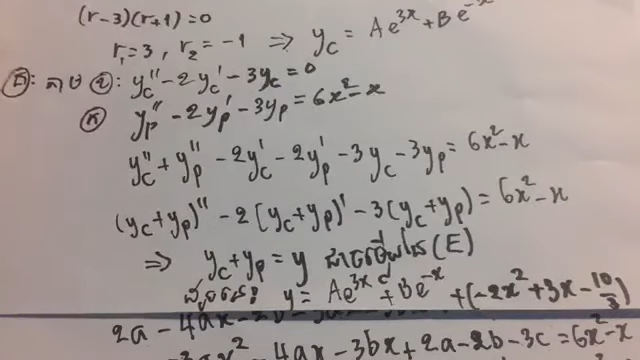 (r-3)(r+1)=0
r₁=3, r₂=-1 ⇒ y_c = Ae^{3x}+Be^{-x}
y_c''-2y_c'-3y_c=0
y_p''-2y_p'-3y_p=6x²-x
y_c''+y_p''-2y_c'-2y_p'-3y_c-3y_p=6x²-x
(y_c+y_p)''-2(y_c+y_p)'-3(y_c+y_p)=6x²-x
⇒ y_c+y_p=y (E)
y=Ae^{3x}+Be^{-x}+(-2x²+3x-10/3)
2a-4ax-2b
-3ax²-4ax-3bx+2a-2b-3c=6x²-x